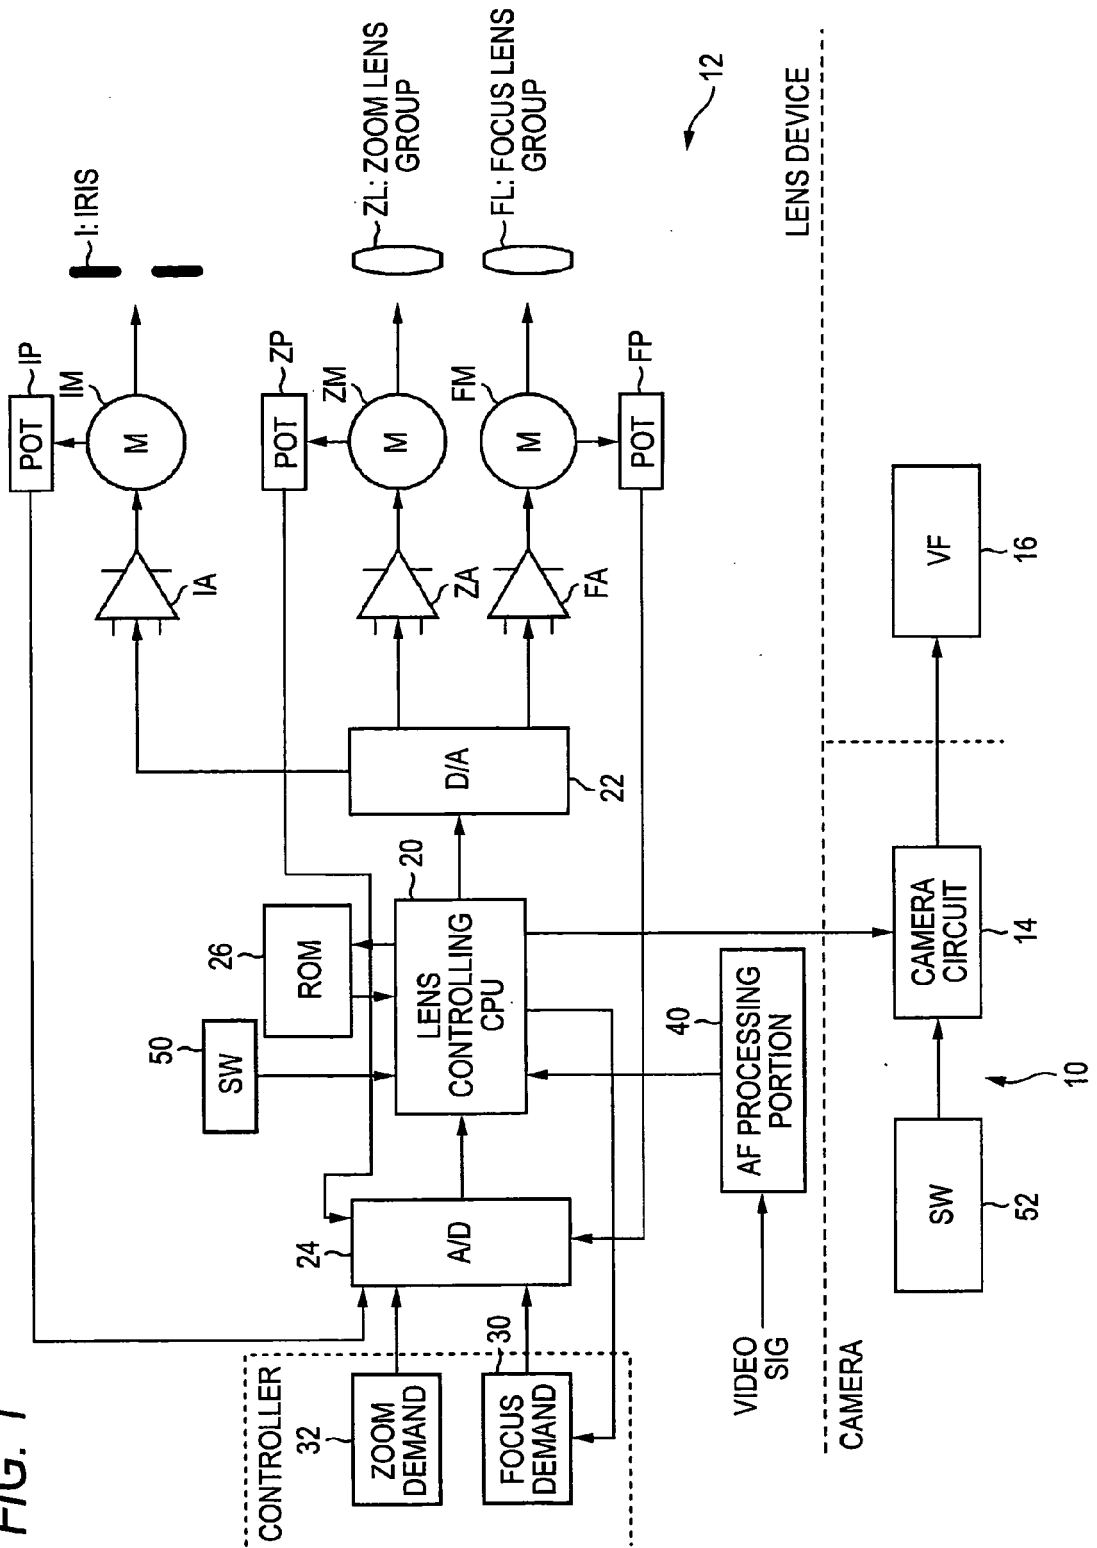 FIG. 1
CONTROLLER
32
ZOOM
DEMAND
30
FOCUS
DEMAND
24
A/D
50
SW
26
ROM
20
LENS
CONTROLLING
CPU
D/A
22
IA
ZA
FA
POT
IP
IM
M
I: IRIS
POT
ZP
ZM
M
ZL: ZOOM LENS
GROUP
FM
M
FL: FOCUS LENS
GROUP
POT
FP
12
LENS DEVICE
40
AF PROCESSING
PORTION
VIDEO
SIG
CAMERA
SW
52
10
CAMERA
CIRCUIT
14
VF
16